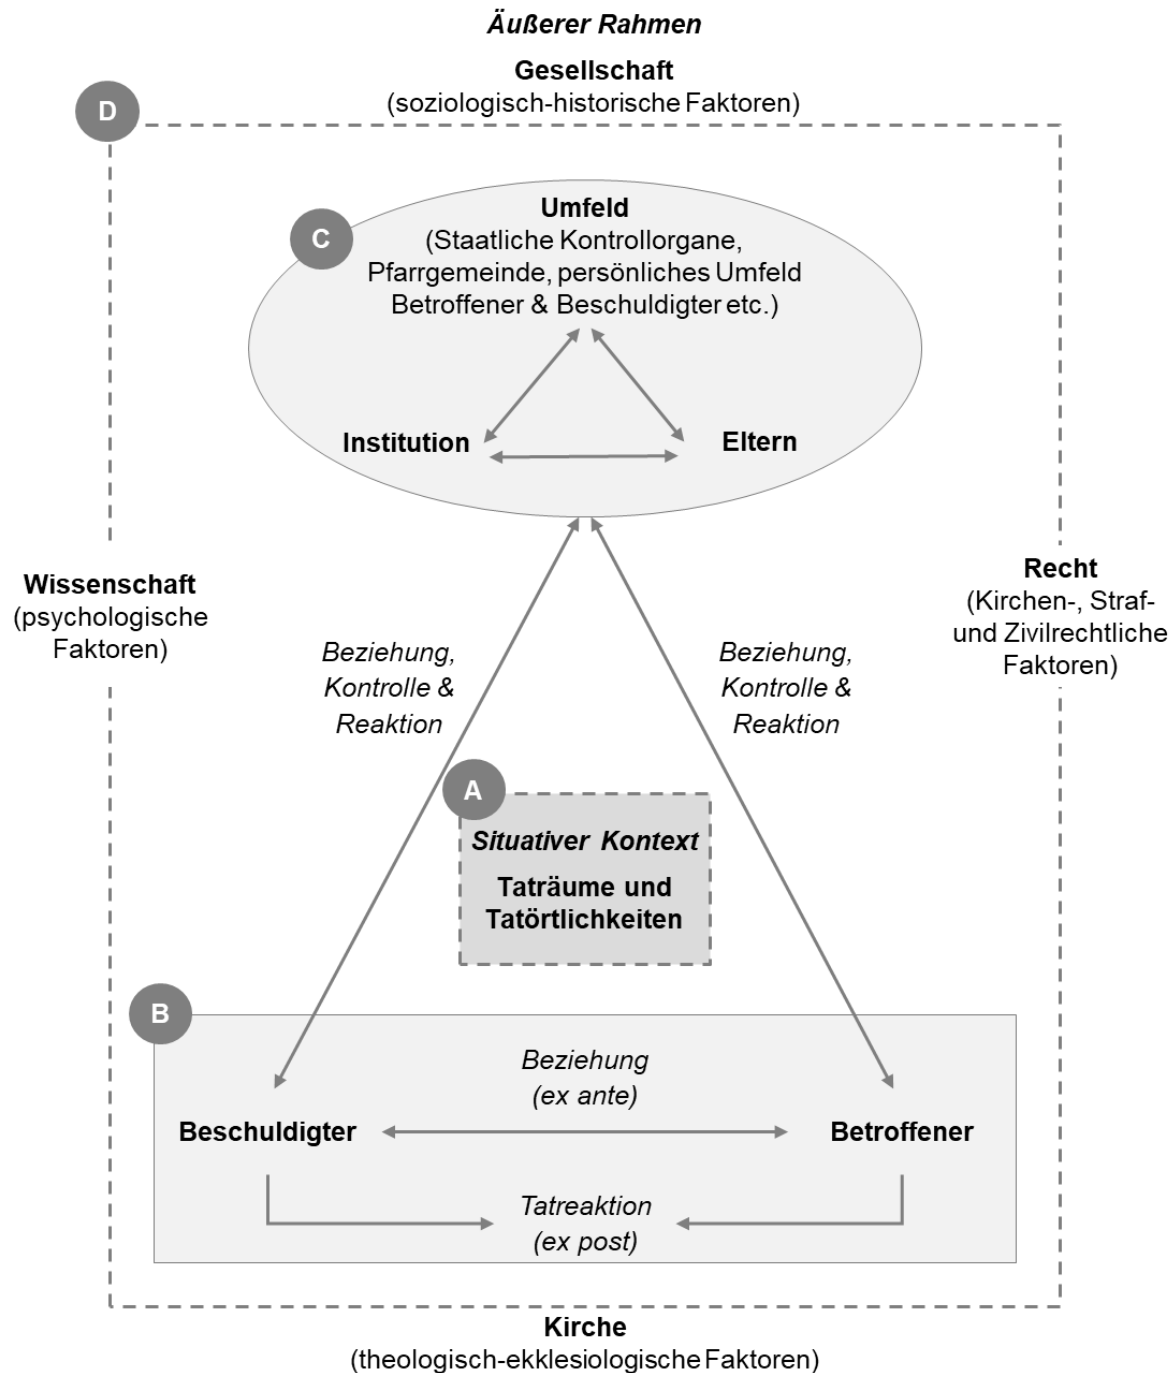 Äußerer Rahmen
Gesellschaft
(soziologisch-historische Faktoren)
D
C
Umfeld
(Staatliche Kontrollorgane,
Pfarrgemeinde, persönliches Umfeld
Betroffener & Beschuldigter etc.)
Institution
Eltern
Wissenschaft
(psychologische
Faktoren)
Recht
(Kirchen-, Straf-
und Zivilrechtliche
Faktoren)
Beziehung,
Kontrolle &
Reaktion
Beziehung,
Kontrolle &
Reaktion
A
Situativer Kontext
Taträume und
Tatörtlichkeiten
B
Beziehung
(ex ante)
Beschuldigter
Betroffener
Tatreaktion
(ex post)
Kirche
(theologisch-ekklesiologische Faktoren)